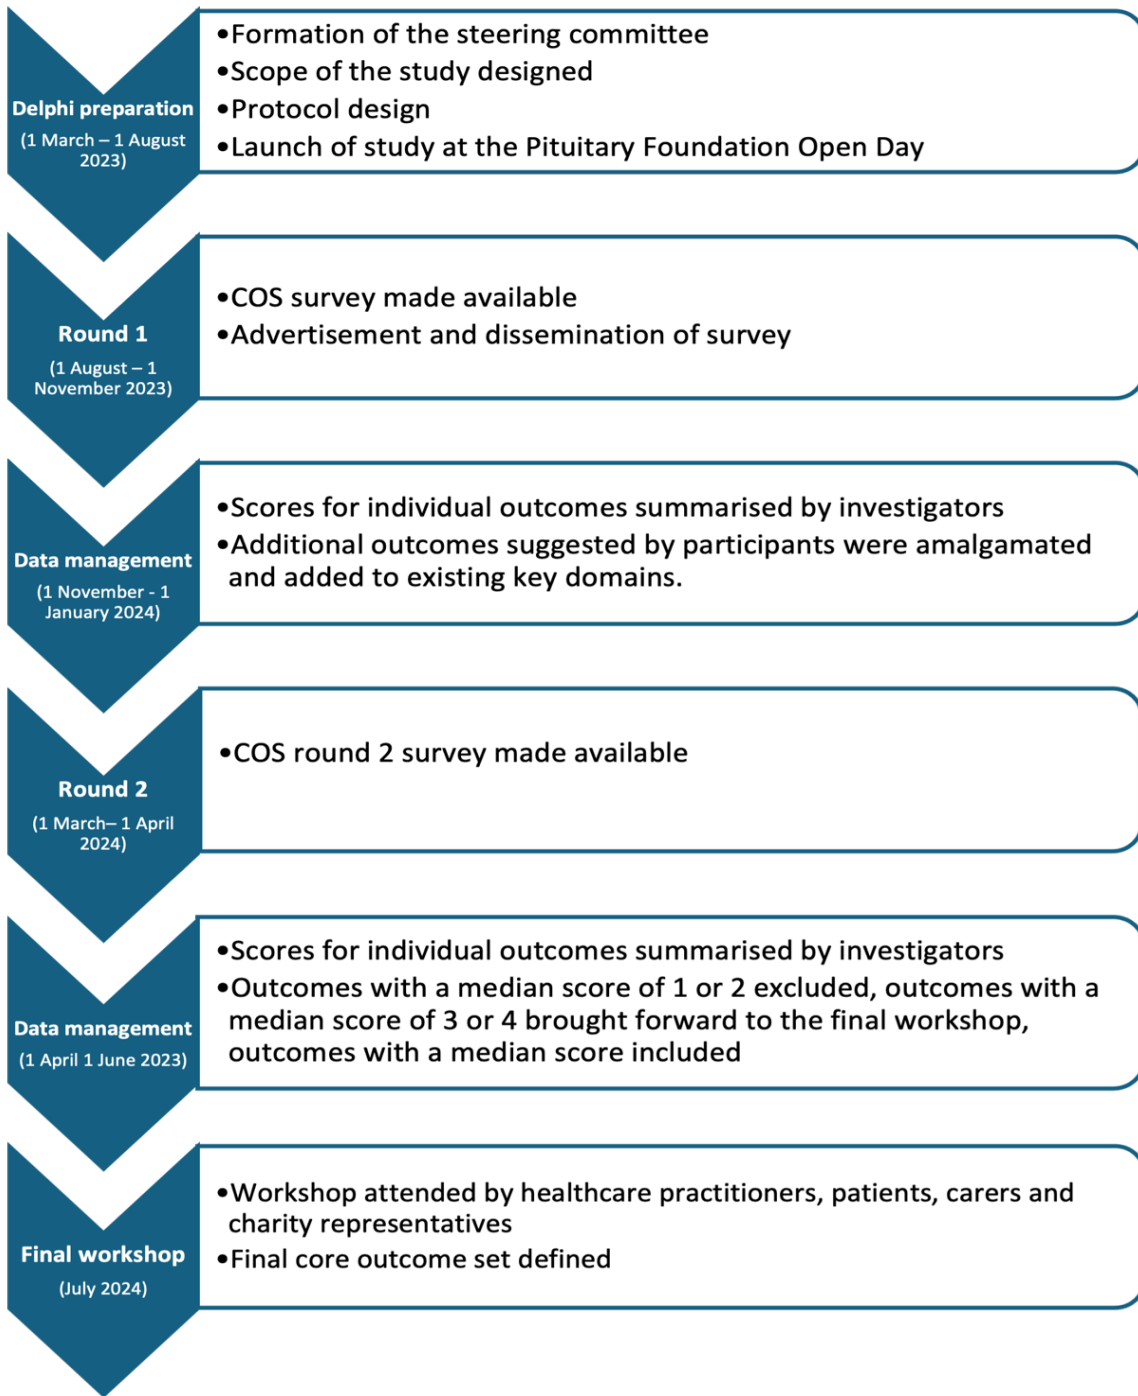 Delphi preparation
(1 March – 1 August
2023)
•Formation of the steering committee
•Scope of the study designed
•Protocol design
•Launch of study at the Pituitary Foundation Open Day
Round 1
(1 August – 1
November 2023)
•COS survey made available
•Advertisement and dissemination of survey
Data management
(1 November - 1
January 2024)
•Scores for individual outcomes summarised by investigators
•Additional outcomes suggested by participants were amalgamated
and added to existing key domains.
Round 2
(1 March– 1 April
2024)
•COS round 2 survey made available
Data management
(1 April 1 June 2023)
•Scores for individual outcomes summarised by investigators
•Outcomes with a median score of 1 or 2 excluded, outcomes with a
median score of 3 or 4 brought forward to the final workshop,
outcomes with a median score included
Final workshop
(July 2024)
•Workshop attended by healthcare practitioners, patients, carers and
charity representatives
•Final core outcome set defined